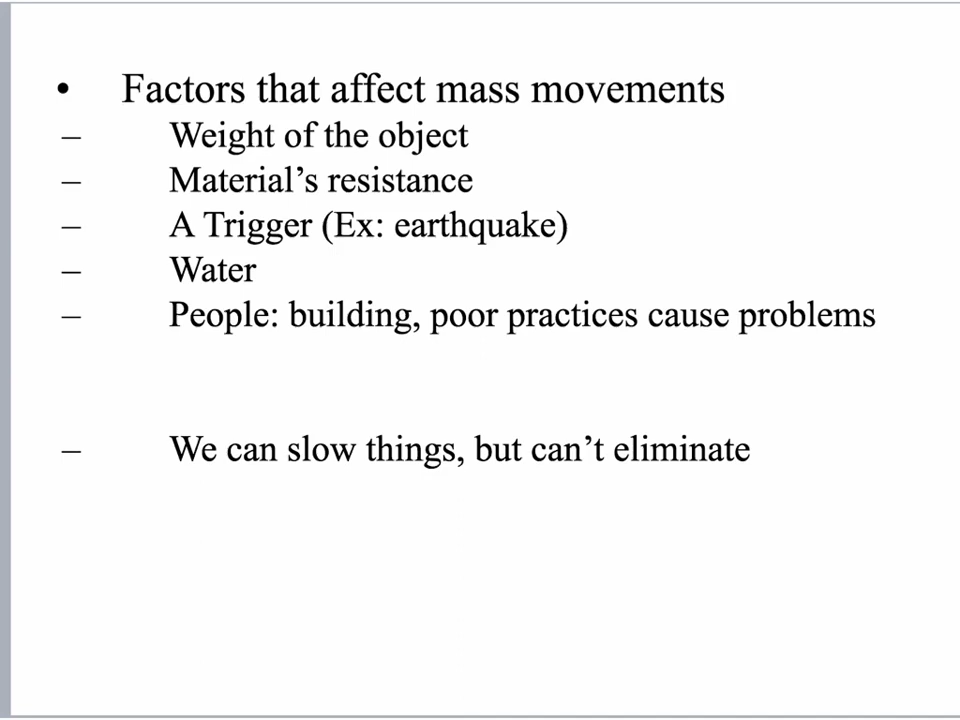 • Factors that affect mass movements
– Weight of the object
– Material’s resistance
– A Trigger (Ex: earthquake)
– Water
– People: building, poor practices cause problems
– We can slow things, but can’t eliminate